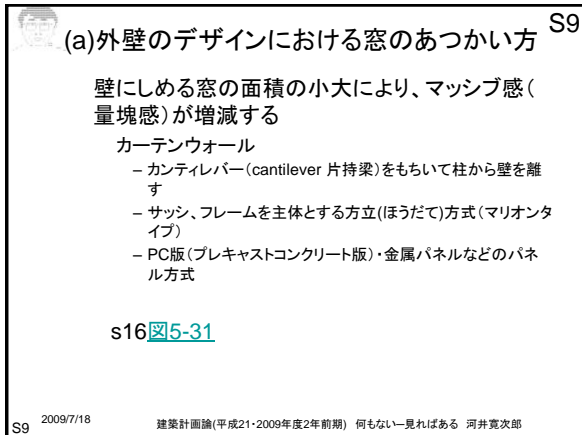 S9
(a)外壁のデザインにおける窓のあつかい方
壁にしめる窓の面積の小大により、マッシブ感(
量塊感)が増減する
カーテンウォール
– カンティレバー(cantilever 片持梁)をもちいて柱から壁を離
す
– サッシ、フレームを主体とする方立(ほうだて)方式(マリオンタ
イプ)
– PC版(プレキャストコンクリート版)・金属パネルなどのパネ
ル方式
s16図5-31
S9
2009/7/18
建築計画論(平成21・2009年度2年前期) 何もないー見ればある 河井寛次郎